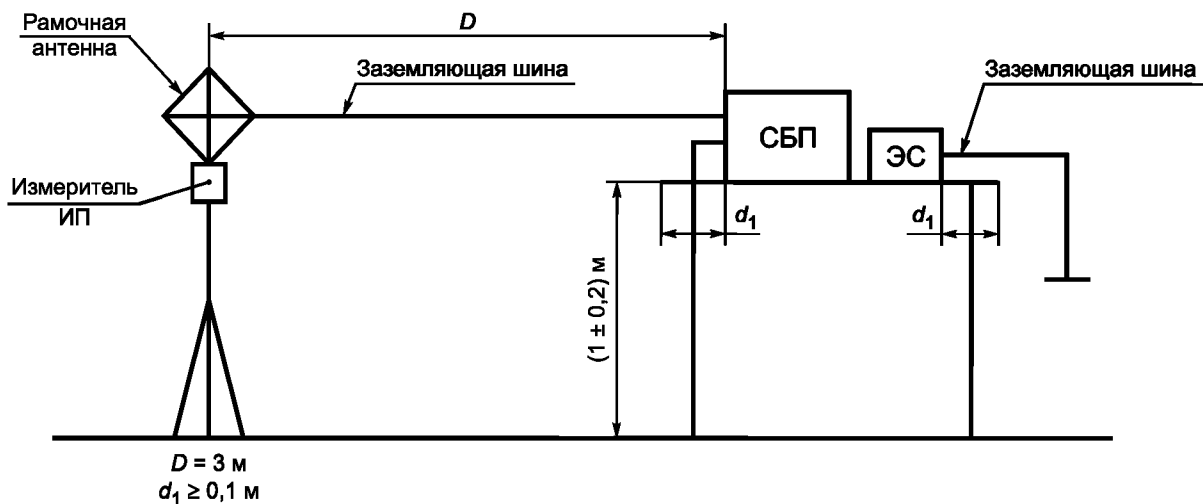 Рамочная
антенна
D
Заземляющая шина
Заземляющая шина
СБП
ЭС
Измеритель
ИП
d1
d1
(1 ± 0,2) м
D = 3 м
d1 ≥ 0,1 м